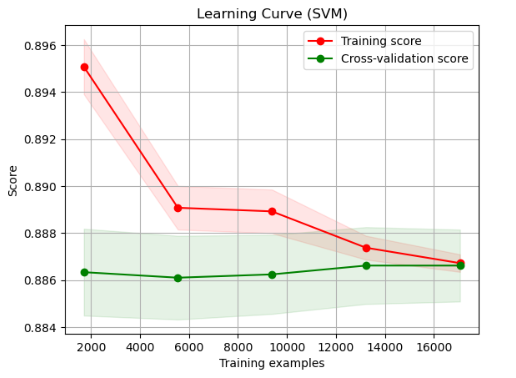 Learning Curve (SVM)
Training score
Cross-validation score
0.896
0.894
0.892
0.890
0.888
0.886
0.884
Score
2000 4000 6000 8000 10000 12000 14000 16000
Training examples